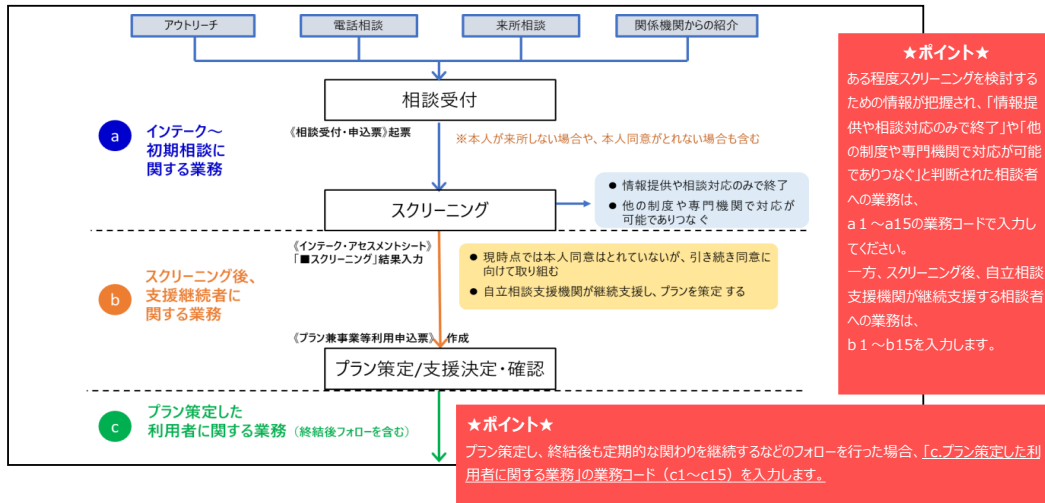 アウトリーチ
電話相談
来所相談
関係機関からの紹介
相談受付
《相談受付・申込票》起票
※本人が来所しない場合や、本人同意がとれない場合も含む
a
インテーク～
初期相談に
関する業務
スクリーニング
● 情報提供や相談対応のみで終了
● 他の制度や専門機関で対応が
可能でありつなぐ
《インテーク・アセスメントシート》
「■スクリーニング」結果入力
● 現時点では本人同意はとれていないが、引き続き同意に
向けて取り組む
● 自立相談支援機関が継続支援し、プランを策定する
b
スクリーニング後、
支援継続者に
関する業務
《プラン兼事業等利用申込票》 作成
プラン策定/支援決定・確認
c
プラン策定した
利用者に関する業務（終結後フォローを含む）
★ポイント★
ある程度スクリーニングを検討する
ための情報が把握され、「情報提
供や相談対応のみで終了」や「他
の制度や専門機関で対応が可能
でありつなぐ」と判断された相談者
への業務は、
a１～a15の業務コードで入力し
てください。
一方、スクリーニング後、自立相談
支援機関が継続支援する相談者
への業務は、
b１～b15を入力します。
★ポイント★
プラン策定し、終結後も定期的な関わりを継続するなどのフォローを行った場合、「c.プラン策定した利
用者に関する業務」の業務コード（c1～c15）を入力します。